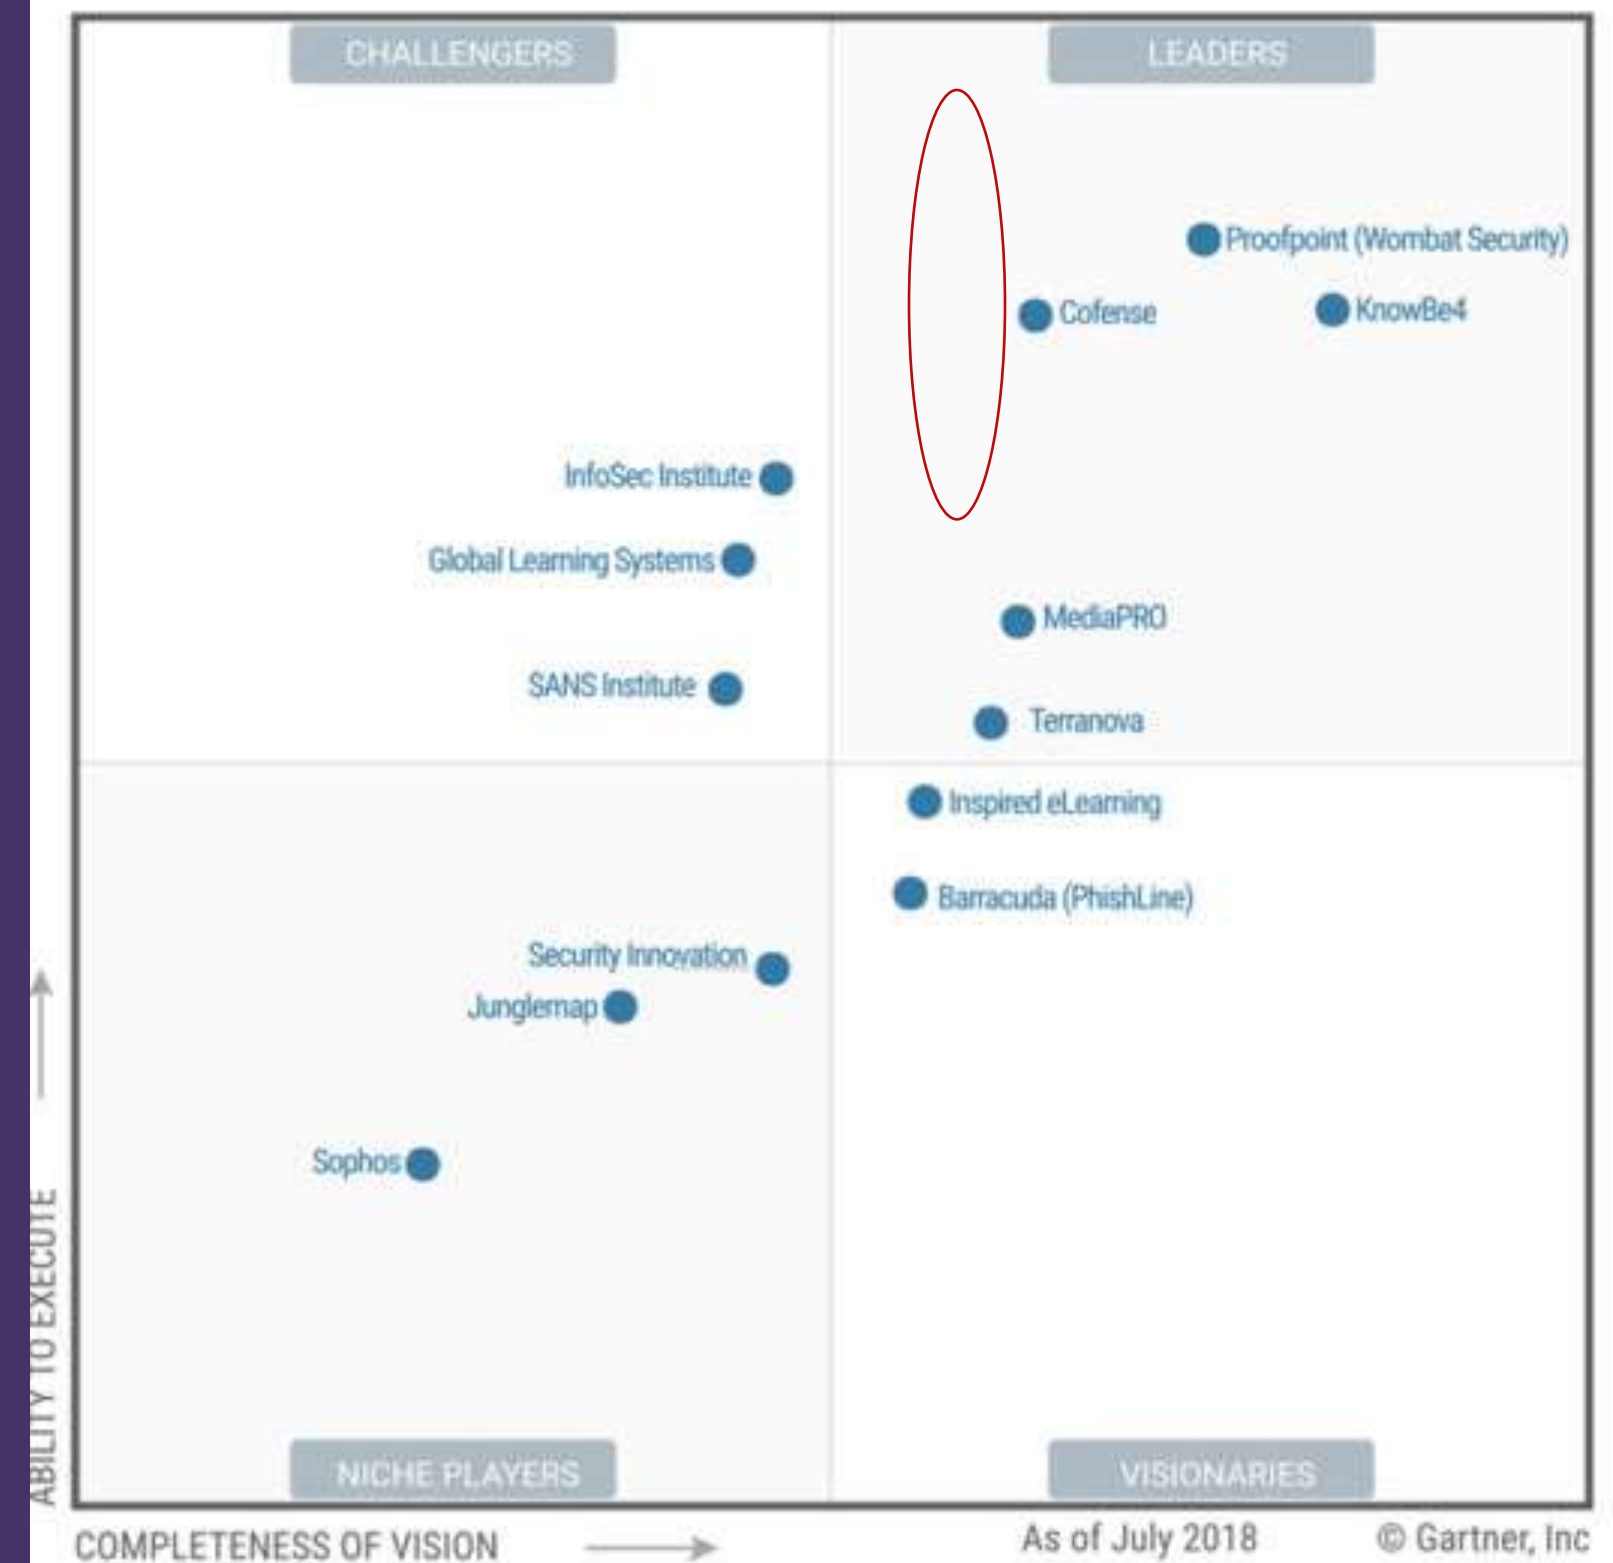 CHALLENGERS
LEADERS
Proofpoint (Wombat Security)
Cofense
KnowBe4
InfoSec Institute
Global Learning Systems
MediaPRO
SANS Institute
Terranova
Inspired eLearning
Barracuda (PhishLine)
Security Innovation
Junglemap
Sophos
ABILITY TO EXECUTE
NICHE PLAYERS
VISIONARIES
COMPLETENESS OF VISION
As of July 2018
© Gartner, Inc